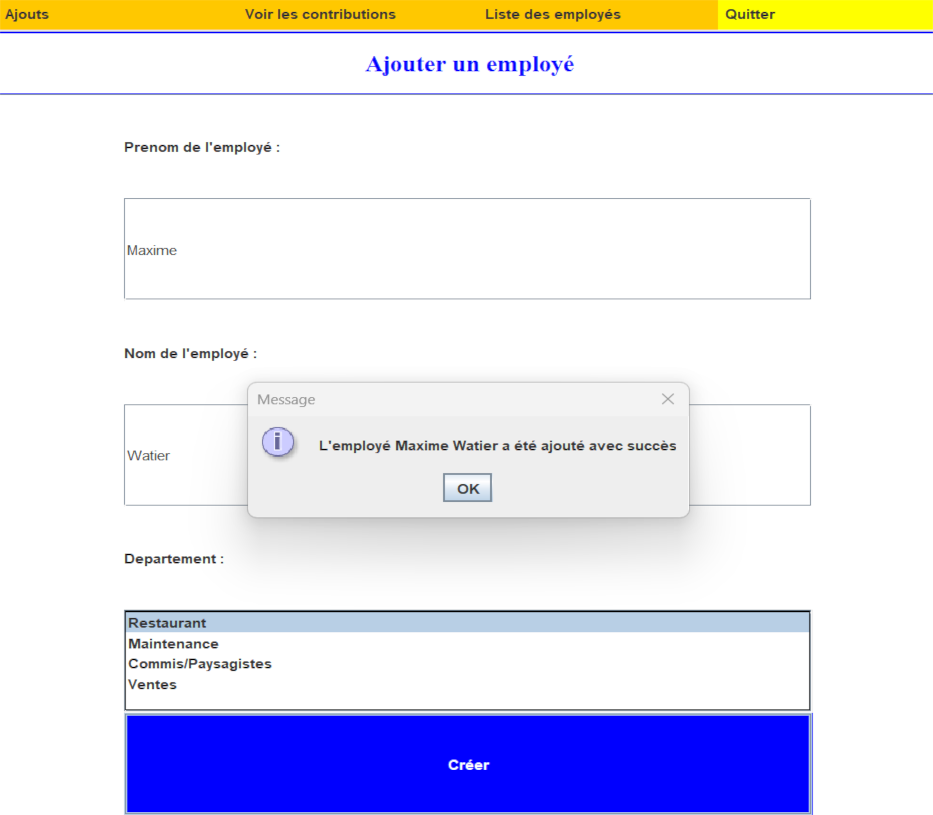 Ajouts Voir les contributions Liste des employés Quitter
Ajouter un employé
Prenom de l'employé :
Maxime
Nom de l'employé :
Message
L'employé Maxime Watier a été ajouté avec succès
Watier
OK
Departement :
Restaurant
Maintenance
Commis/Paysagistes
Ventes
Créer